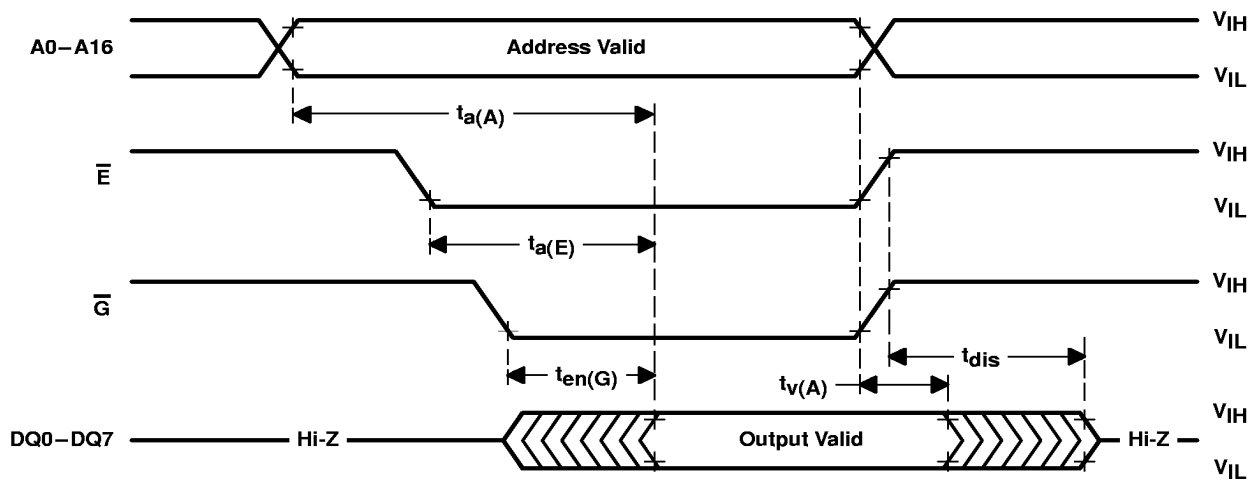 A0–A16
Address Valid
VIH
VIL
ta(A)
E̅
VIH
VIL
ta(E)
G̅
VIH
VIL
ten(G)
tdis
tv(A)
DQ0–DQ7
Hi-Z
Output Valid
Hi-Z
VIH
VIL